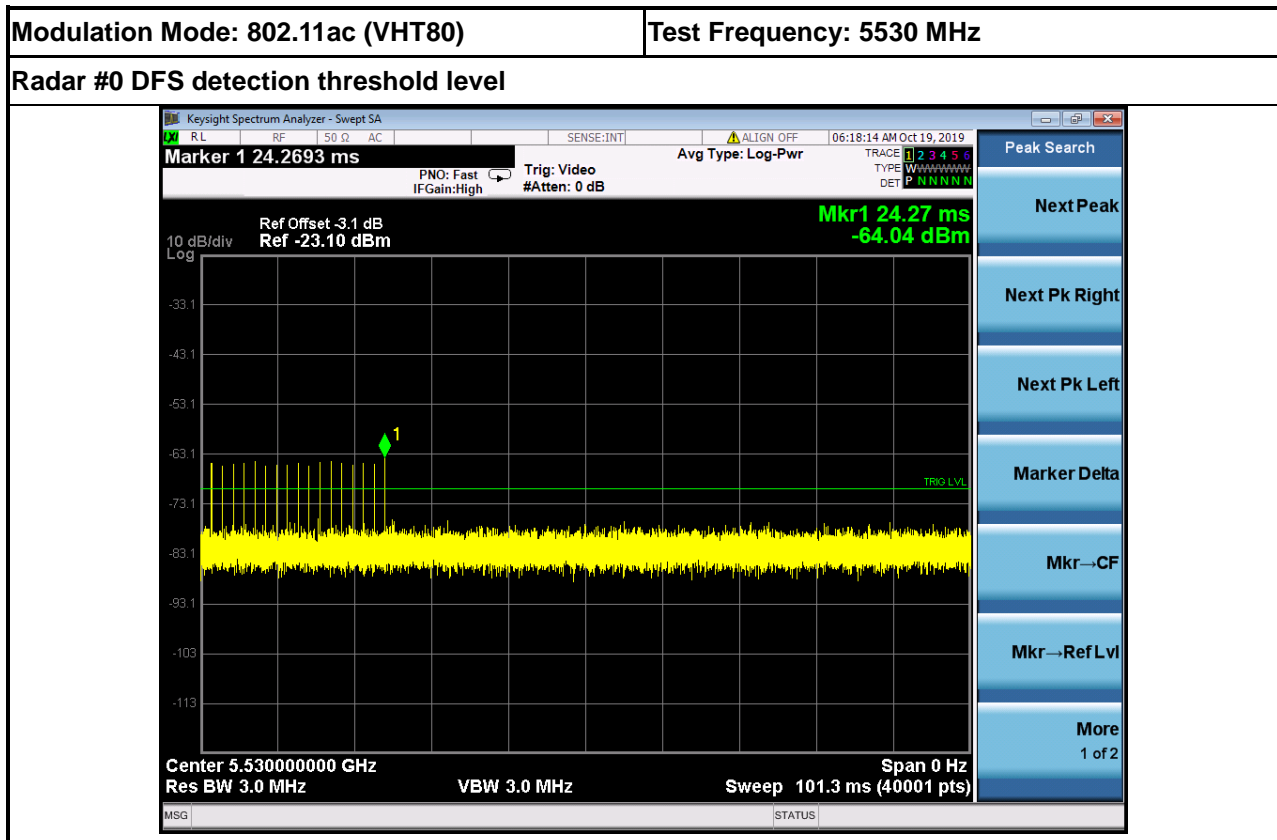 Modulation Mode: 802.11ac (VHT80) Test Frequency: 5530 MHz
Radar #0 DFS detection threshold level
Keysight Spectrum Analyzer - Swept SA
LXI RL RF 50 Ω AC SENSE:INT ALIGN OFF 06:18:14 AM Oct 19, 2019
Marker 1 24.2693 ms
PNO: Fast
IFGain:High
Trig: Video
#Atten: 0 dB
Avg Type: Log-Pwr
TRACE 1 2 3 4 5 6
TYPE WWWWWW
DET P N N N N N
Peak Search
Next Peak
Next Pk Right
Next Pk Left
Marker Delta
Mkr→CF
Mkr→Ref Lvl
More
1 of 2
Mkr1 24.27 ms
-64.04 dBm
Ref Offset -3.1 dB
10 dB/div Ref -23.10 dBm
Log
-33.1
-43.1
-53.1
1
-63.1
TRIG LVL
-73.1
-83.1
-93.1
-103
-113
Center 5.530000000 GHz Span 0 Hz
Res BW 3.0 MHz VBW 3.0 MHz Sweep 101.3 ms (40001 pts)
MSG STATUS